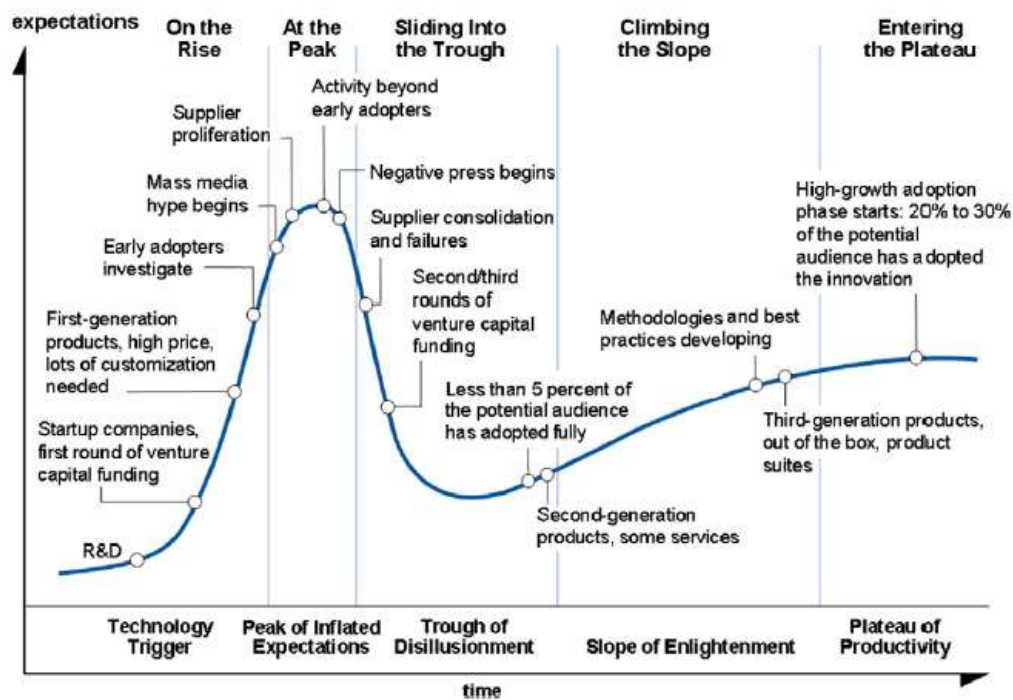 expectations
On the
Rise
At the
Peak
Sliding Into
the Trough
Climbing
the Slope
Entering
the Plateau
Activity beyond
early adopters
Supplier
proliferation
Negative press begins
Mass media
hype begins
Supplier consolidation
and failures
High-growth adoption
phase starts: 20% to 30%
of the potential
audience has adopted
the innovation
Early adopters
investigate
Second/third
rounds of
venture capital
funding
First-generation
products, high price,
lots of customization
needed
Methodologies and best
practices developing
Less than 5 percent of
the potential audience
has adopted fully
Third-generation products,
out of the box, product
suites
Startup companies,
first round of venture
capital funding
Second-generation
products, some services
R&D
Technology
Trigger
Peak of Inflated
Expectations
Trough of
Disillusionment
Slope of Enlightenment
Plateau of
Productivity
time